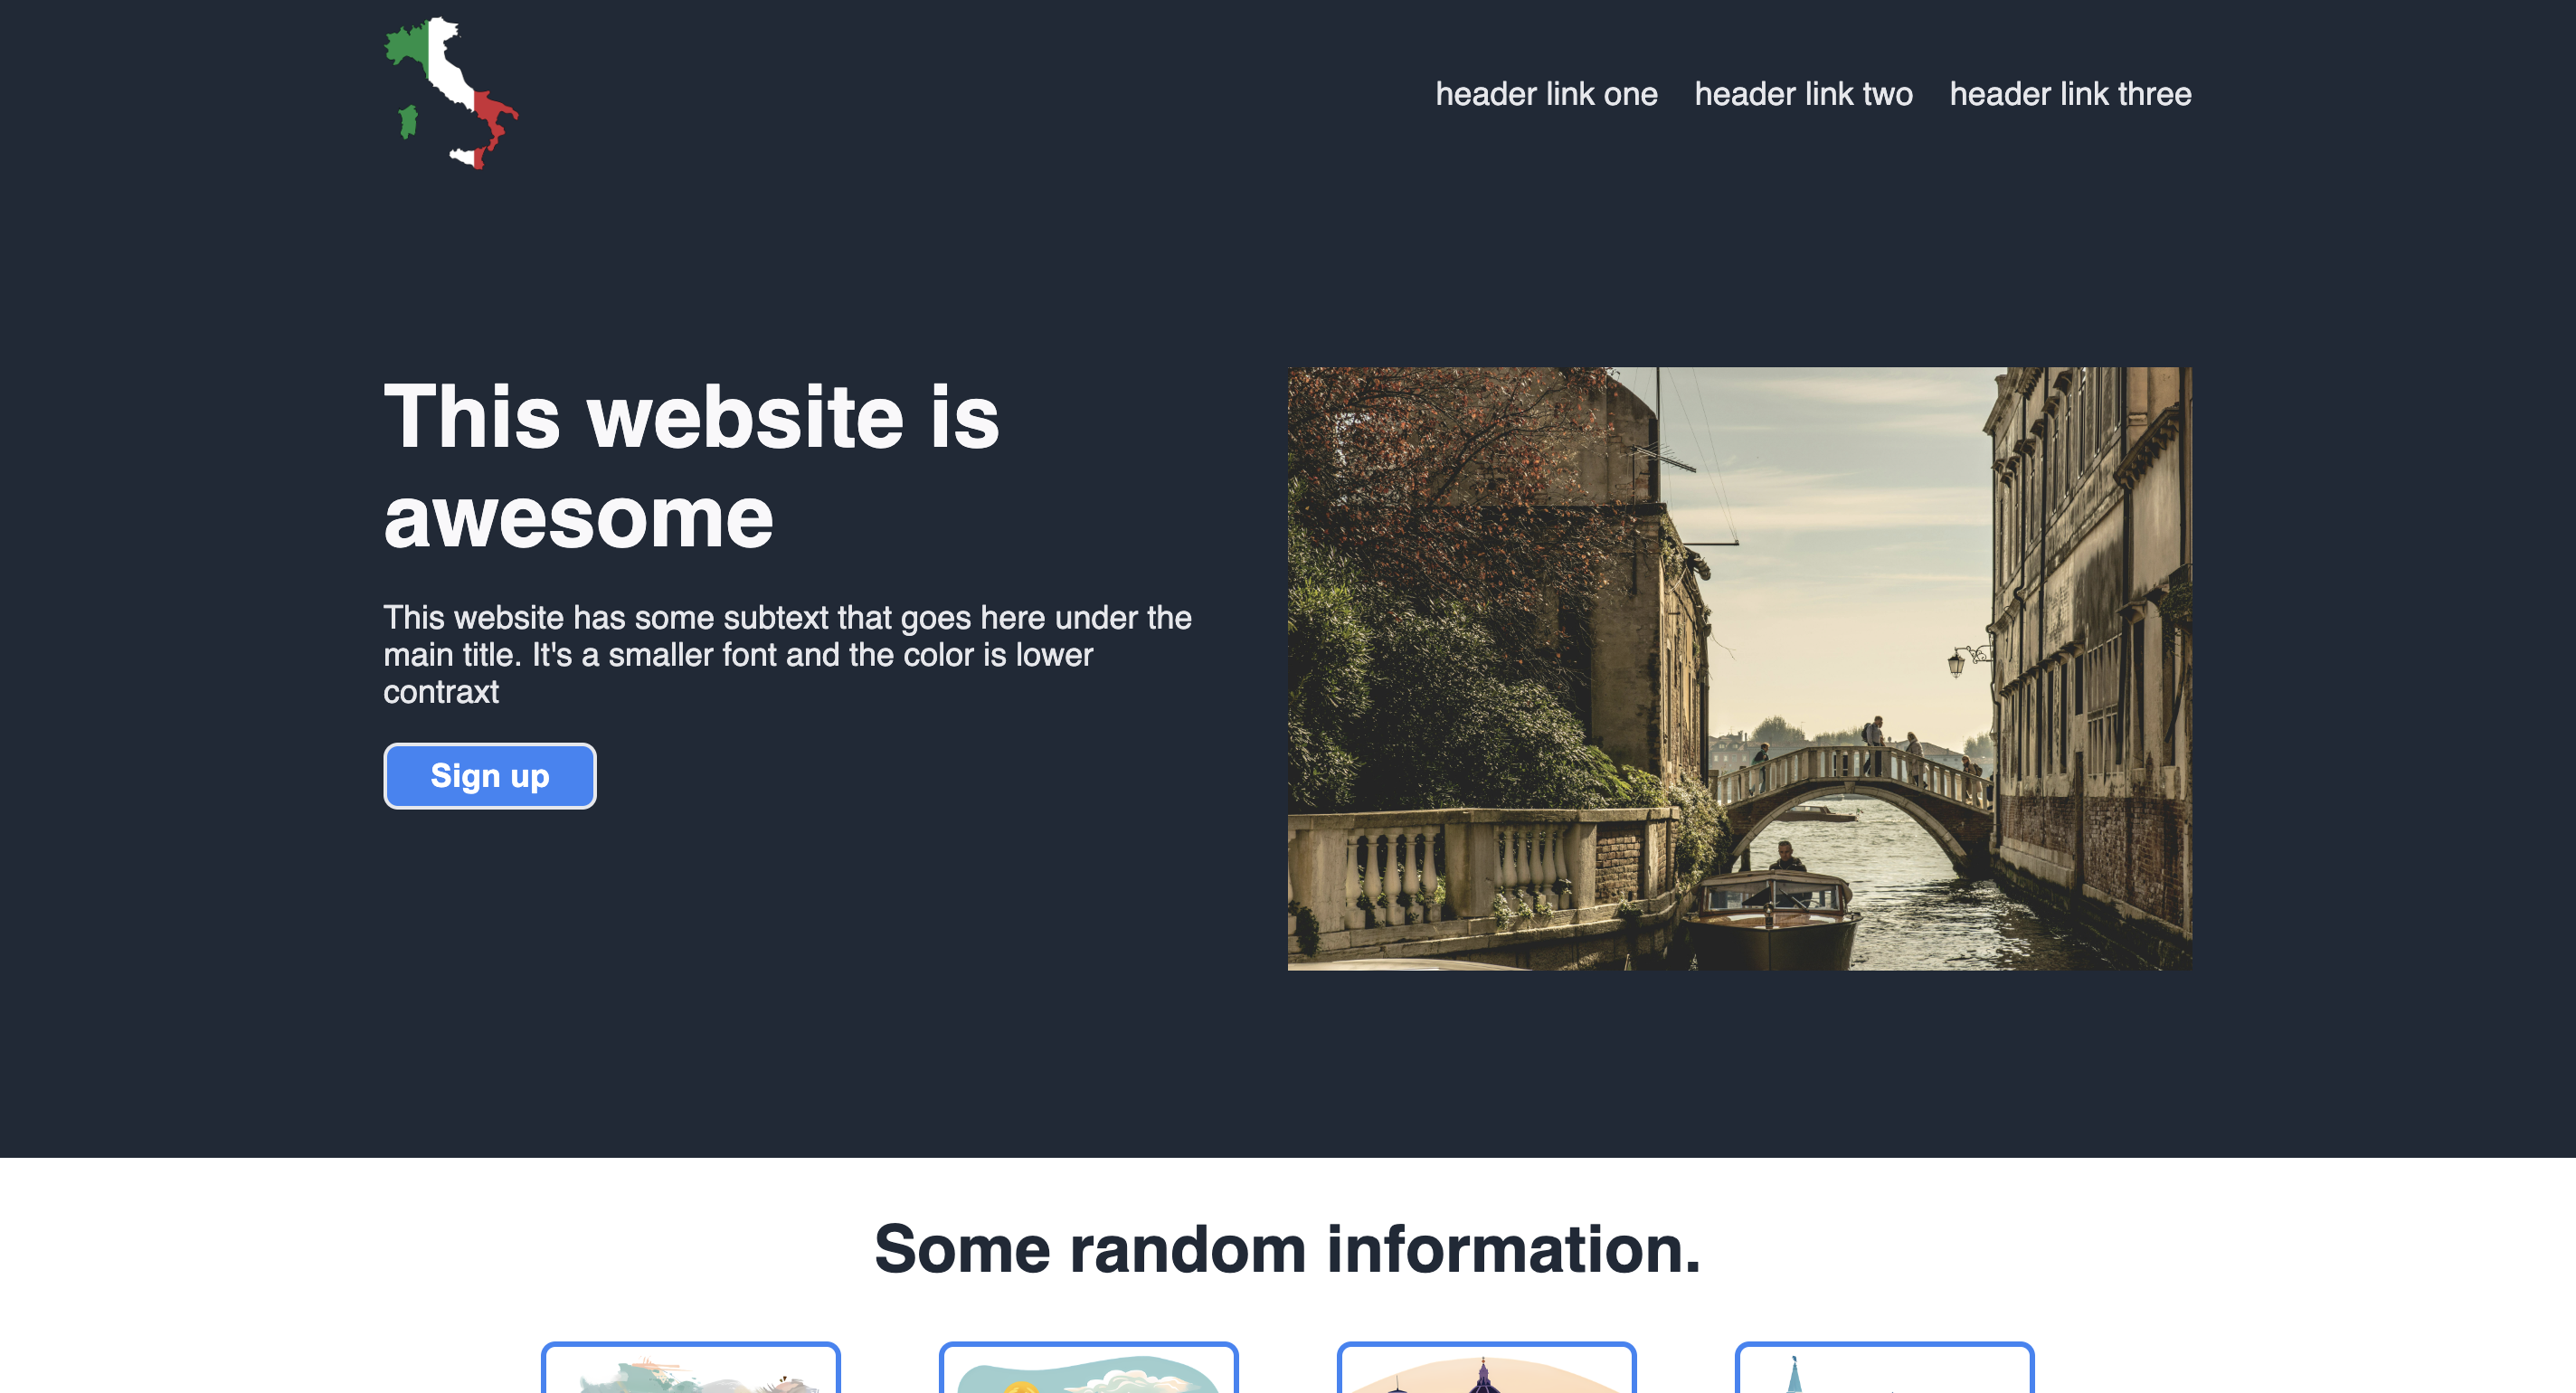 header link one header link two header link three
This website is
awesome
This website has some subtext that goes here under the
main title. It's a smaller font and the color is lower
contraxt
Sign up
Some random information.